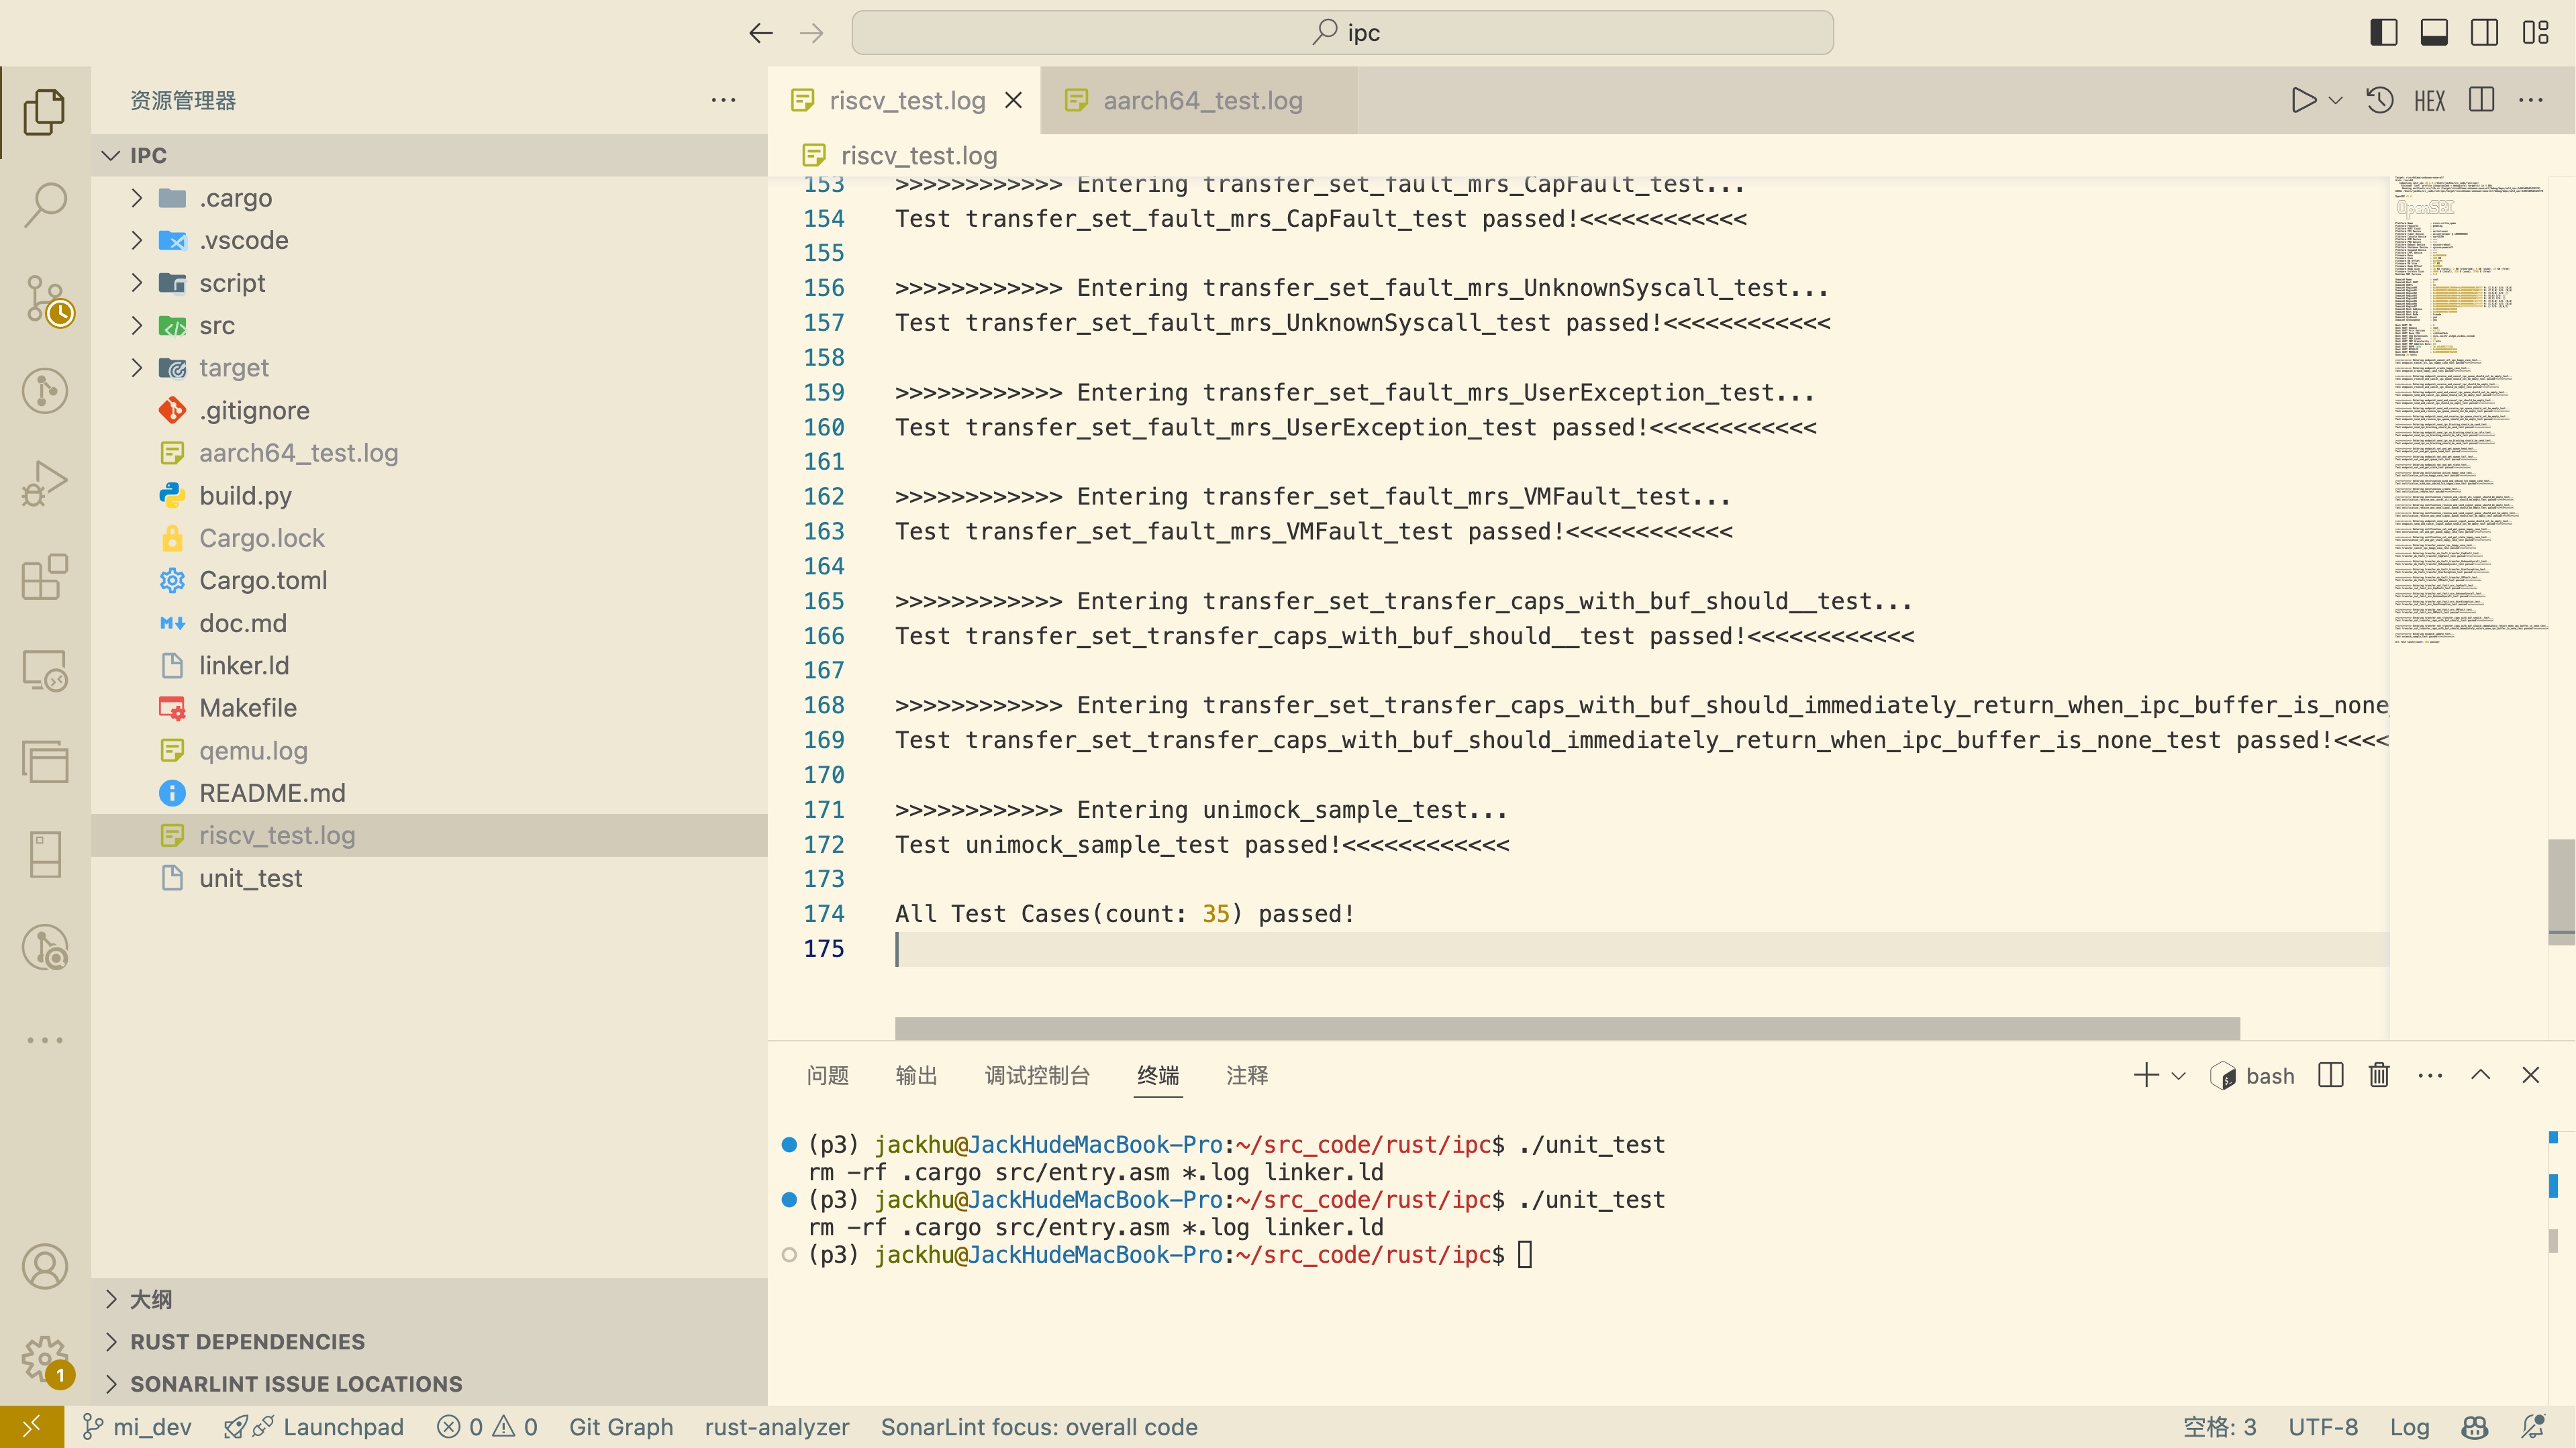 ipc
资源管理器
IPC
.cargo
.vscode
script
src
target
.gitignore
aarch64_test.log
build.py
Cargo.lock
Cargo.toml
doc.md
linker.ld
Makefile
qemu.log
README.md
riscv_test.log
unit_test
大纲
RUST DEPENDENCIES
SONARLINT ISSUE LOCATIONS
1
riscv_test.log
aarch64_test.log
HEX
riscv_test.log
153 >>>>>>>>>>>> Entering transfer_set_fault_mrs_CapFault_test...
154 Test transfer_set_fault_mrs_CapFault_test passed!<<<<<<<<<<<<
155
156 >>>>>>>>>>>> Entering transfer_set_fault_mrs_UnknownSyscall_test...
157 Test transfer_set_fault_mrs_UnknownSyscall_test passed!<<<<<<<<<<<<
158
159 >>>>>>>>>>>> Entering transfer_set_fault_mrs_UserException_test...
160 Test transfer_set_fault_mrs_UserException_test passed!<<<<<<<<<<<<
161
162 >>>>>>>>>>>> Entering transfer_set_fault_mrs_VMFault_test...
163 Test transfer_set_fault_mrs_VMFault_test passed!<<<<<<<<<<<<
164
165 >>>>>>>>>>>> Entering transfer_set_transfer_caps_with_buf_should__test...
166 Test transfer_set_transfer_caps_with_buf_should__test passed!<<<<<<<<<<<<
167
168 >>>>>>>>>>>> Entering transfer_set_transfer_caps_with_buf_should_immediately_return_when_ipc_buffer_is_none_
169 Test transfer_set_transfer_caps_with_buf_should_immediately_return_when_ipc_buffer_is_none_test passed!<<<<
170
171 >>>>>>>>>>>> Entering unimock_sample_test...
172 Test unimock_sample_test passed!<<<<<<<<<<<<
173
174 All Test Cases(count: 35) passed!
175
OpenSBI
问题 输出 调试控制台 终端 注释
bash
(p3) jackhu@JackHudeMacBook-Pro:~/src_code/rust/ipc$ ./unit_test
rm -rf .cargo src/entry.asm *.log linker.ld
(p3) jackhu@JackHudeMacBook-Pro:~/src_code/rust/ipc$ ./unit_test
rm -rf .cargo src/entry.asm *.log linker.ld
(p3) jackhu@JackHudeMacBook-Pro:~/src_code/rust/ipc$
mi_dev Launchpad 0 0 Git Graph rust-analyzer SonarLint focus: overall code 空格: 3 UTF-8 Log